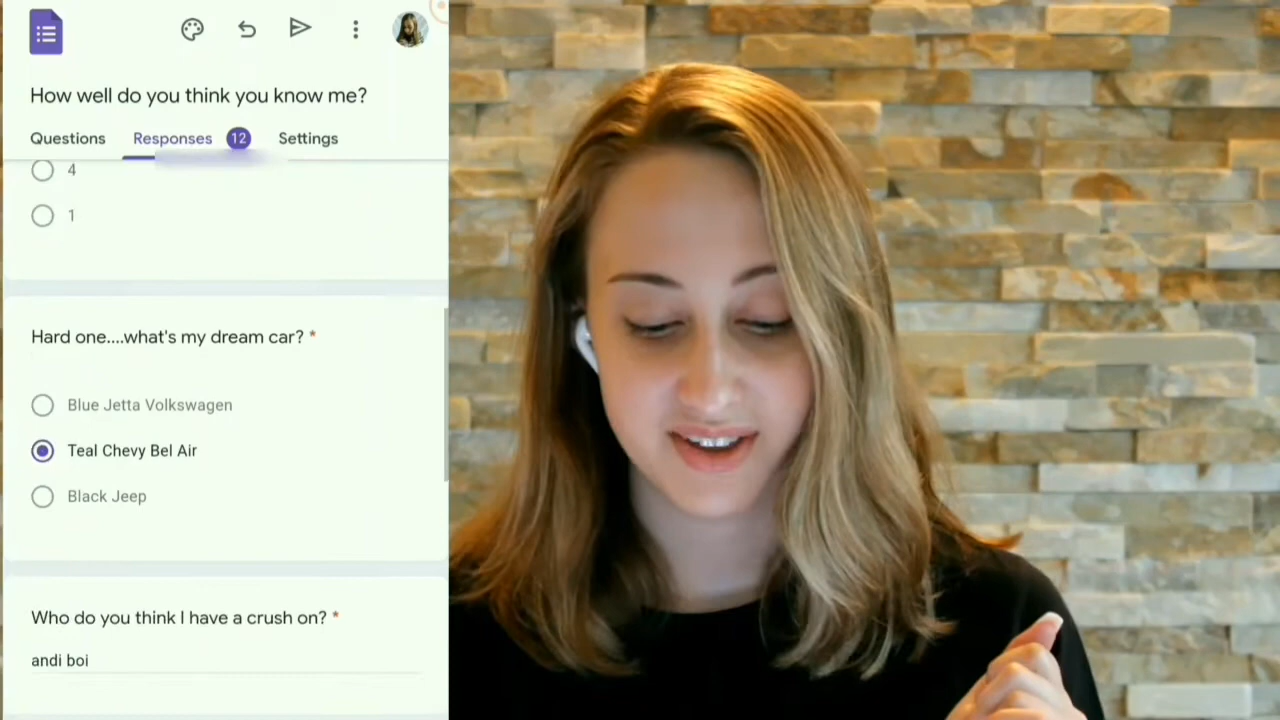 How well do you think you know me?
Questions Responses 12 Settings
4
1
Hard one....what's my dream car? *
Blue Jetta Volkswagen
Teal Chevy Bel Air
Black Jeep
Who do you think I have a crush on? *
andi boi